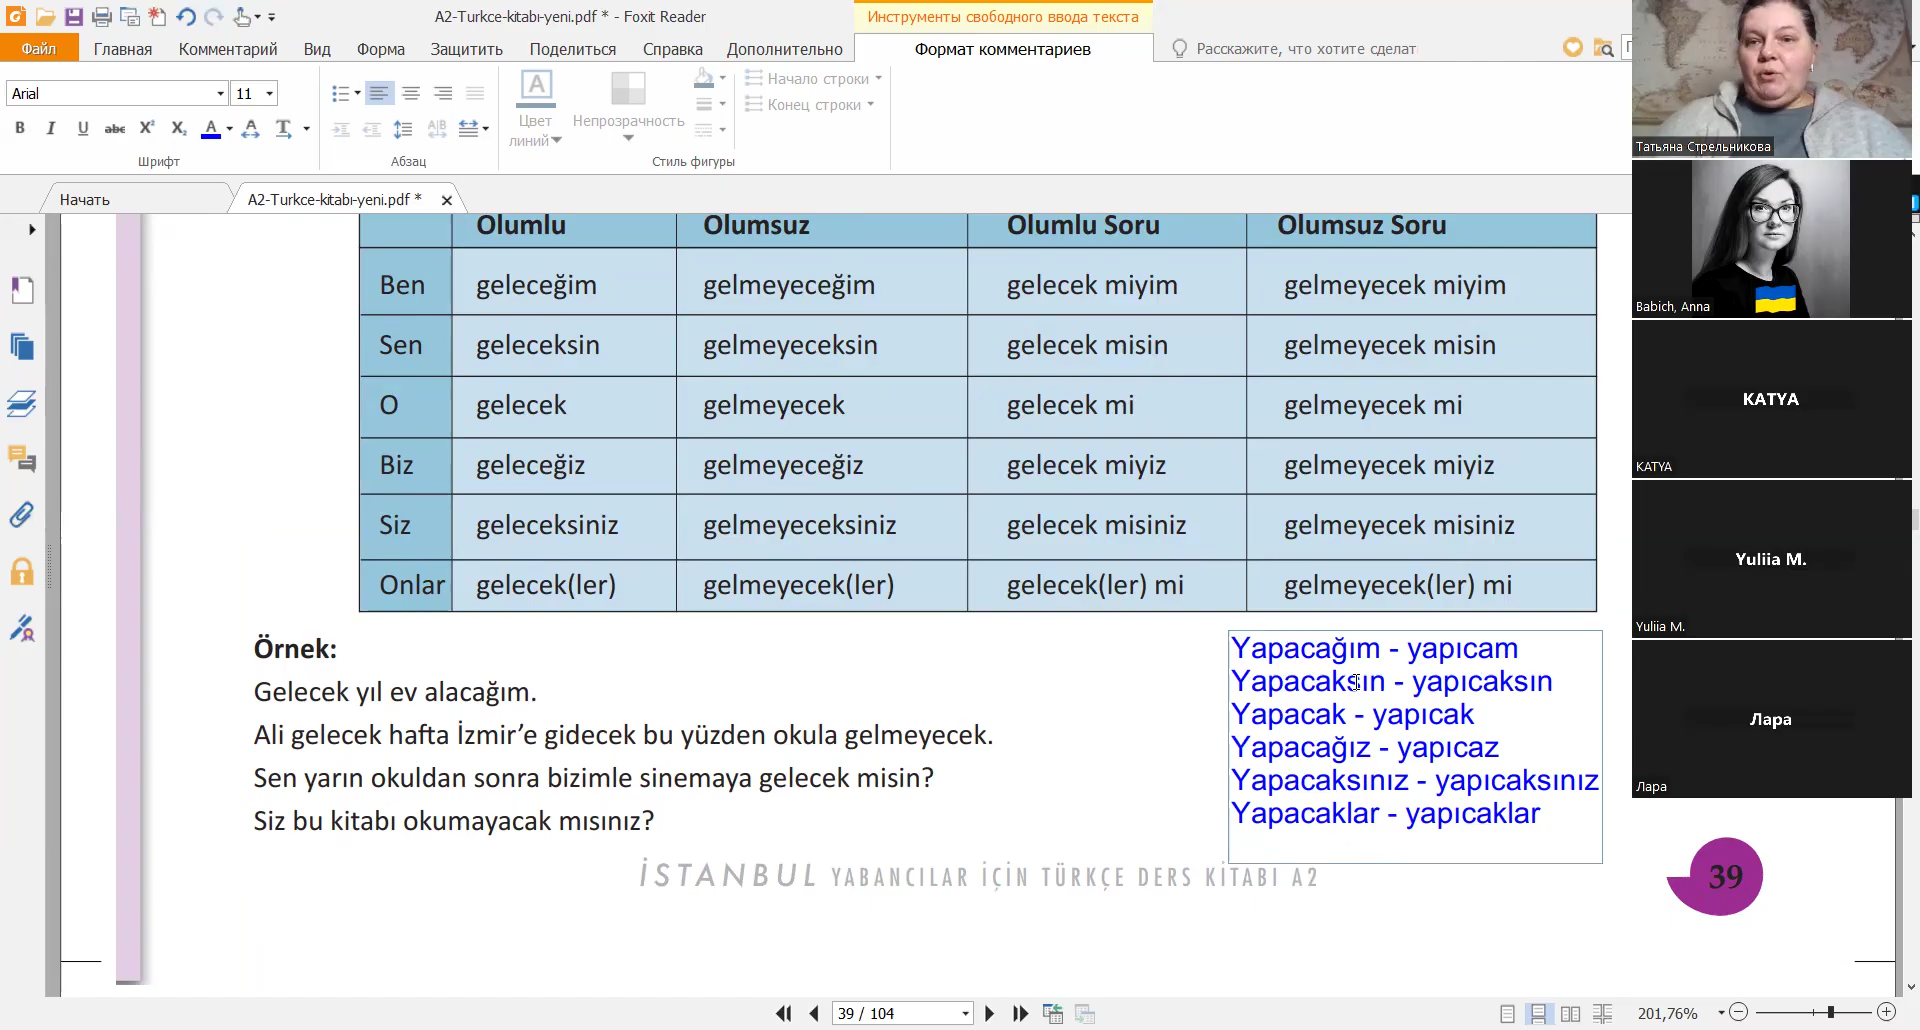 A2-Turkce-kitabı-yeni.pdf * - Foxit Reader
Инструменты свободного ввода текста
Файл Главная Комментарий Вид Форма Защитить Поделиться Справка Дополнительно Формат комментариев Расскажите, что хотите сделат
Arial 11
Начало строки
Конец строки
Цвет линий
Непрозрачность
Шрифт Абзац Стиль фигуры
Начать A2-Turkce-kitabı-yeni.pdf *
Olumlu Olumsuz Olumlu Soru Olumsuz Soru
Ben geleceğim gelmeyeceğim gelecek miyim gelmeyecek miyim
Sen geleceksin gelmeyeceksin gelecek misin gelmeyecek misin
O gelecek gelmeyecek gelecek mi gelmeyecek mi
Biz geleceğiz gelmeyeceğiz gelecek miyiz gelmeyecek miyiz
Siz geleceksiniz gelmeyeceksiniz gelecek misiniz gelmeyecek misiniz
Onlar gelecek(ler) gelmeyecek(ler) gelecek(ler) mi gelmeyecek(ler) mi
Örnek:
Gelecek yıl ev alacağım.
Ali gelecek hafta İzmir’e gidecek bu yüzden okula gelmeyecek.
Sen yarın okuldan sonra bizimle sinemaya gelecek misin?
Siz bu kitabı okumayacak mısınız?
Yapacağım - yapıcam
Yapacaksın - yapıcaksın
Yapacak - yapıcak
Yapacağız - yapıcaz
Yapacaksınız - yapıcaksınız
Yapacaklar - yapıcaklar
İSTANBUL YABANCILAR İÇİN TÜRKÇE DERS KİTABI A2
39
39 / 104
201,76%
Татьяна Стрельникова
Babich, Anna
KATYA
KATYA
Yuliia M.
Yuliia M.
Лара
Лара